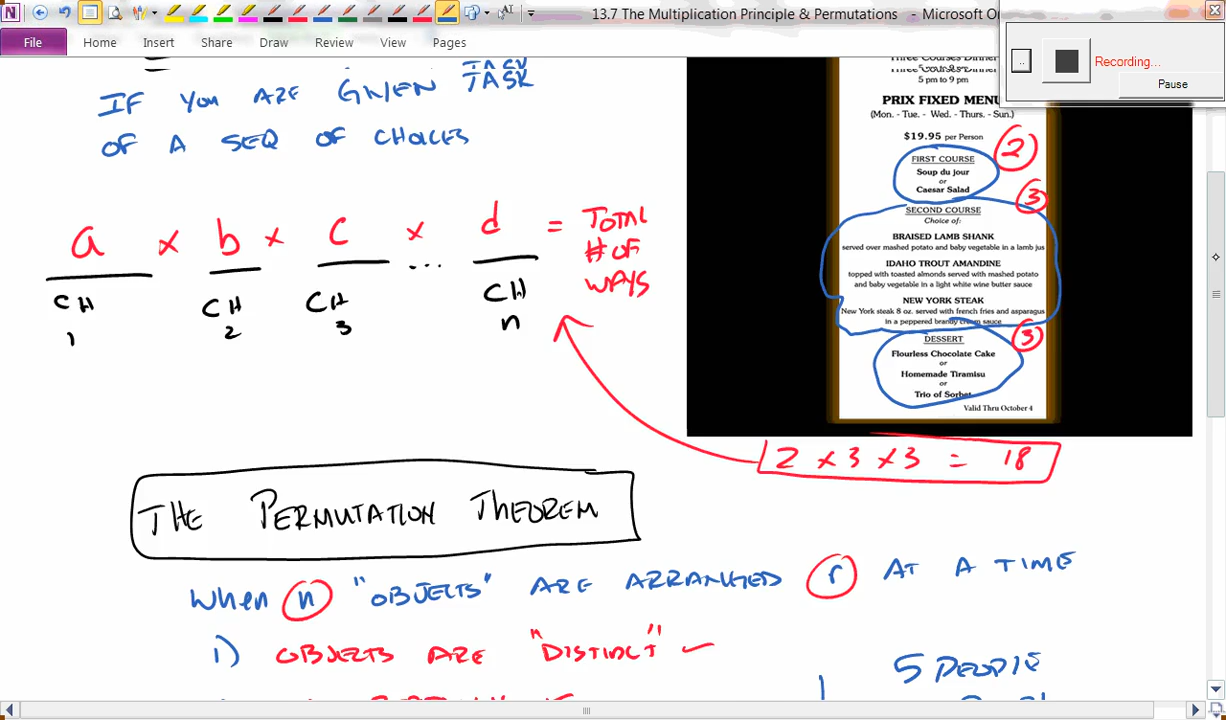 13.7 The Multiplication Principle & Permutations - Microsoft On
File
Home
Insert
Share
Draw
Review
View
Pages
Recording...
Pause
TASK
IF YOU ARE GIVEN TASK
OF A SEQ OF CHOICES
a × b × c × d = TOTAL
# OF
WAYS
...
CH CH CH CH
1 2 3 n
Three Courses Dinner
5 pm to 9 pm
PRIX FIXED MENU
(Mon. - Tue. - Wed. - Thurs. - Sun.)
$19.95 per Person
2
FIRST COURSE
Soup du jour
or
Caesar Salad
3
SECOND COURSE
Choice of:
BRAISED LAMB SHANK
served over mashed potato and baby vegetable in a lamb jus
IDAHO TROUT AMANDINE
topped with toasted almonds served with mashed potato
and baby vegetable in a light white wine butter sauce
NEW YORK STEAK
New York steak 8 oz. served with french fries and asparagus
in a peppered brandy cream sauce
3
DESSERT
Flourless Chocolate Cake
or
Homemade Tiramisu
or
Trio of Sorbet
Valid Thru October 4
2 × 3 × 3 = 18
THE PERMUTATION THEOREM
WHEN n "OBJECTS" ARE ARRANGED r AT A TIME
1) OBJECTS ARE "DISTINCT"
5 PEOPLE